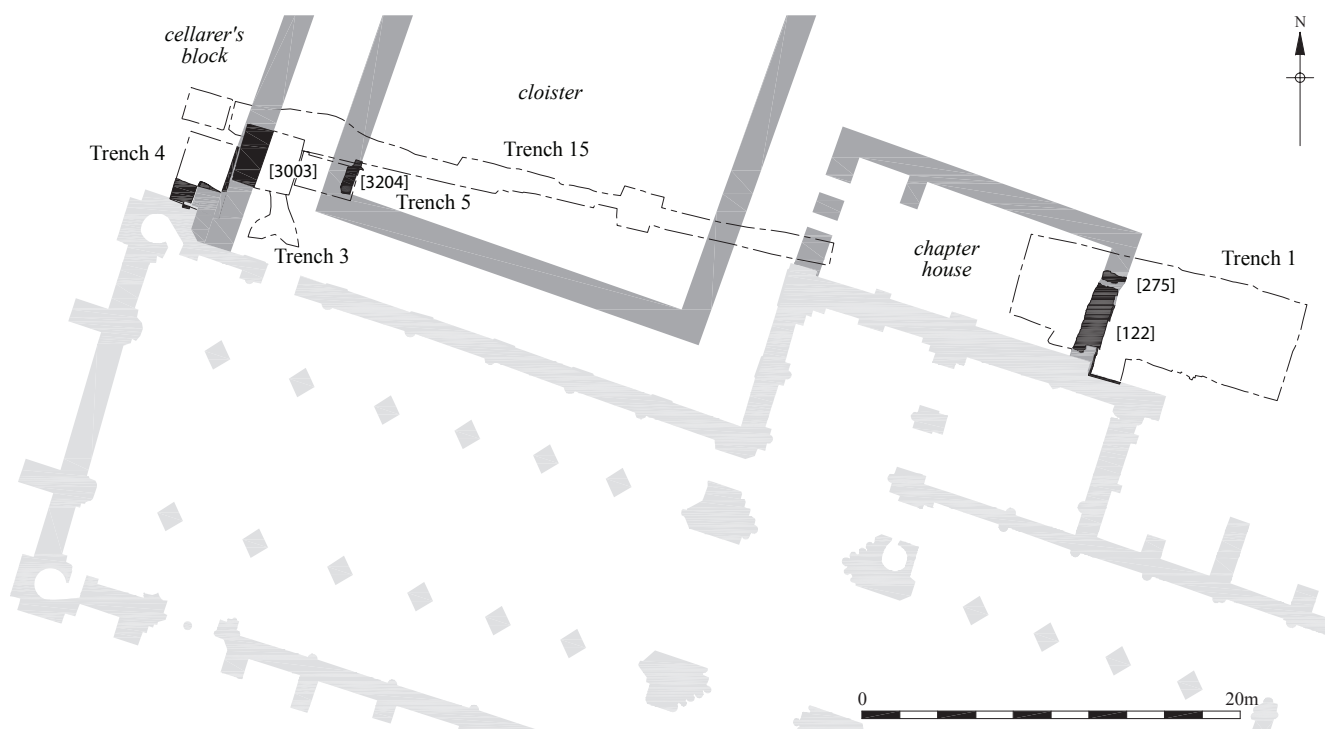 cellarer's
block
N
cloister
Trench 4
Trench 15
[3003]
[3204]
Trench 5
Trench 3
chapter
house
Trench 1
[275]
[122]
0
20m